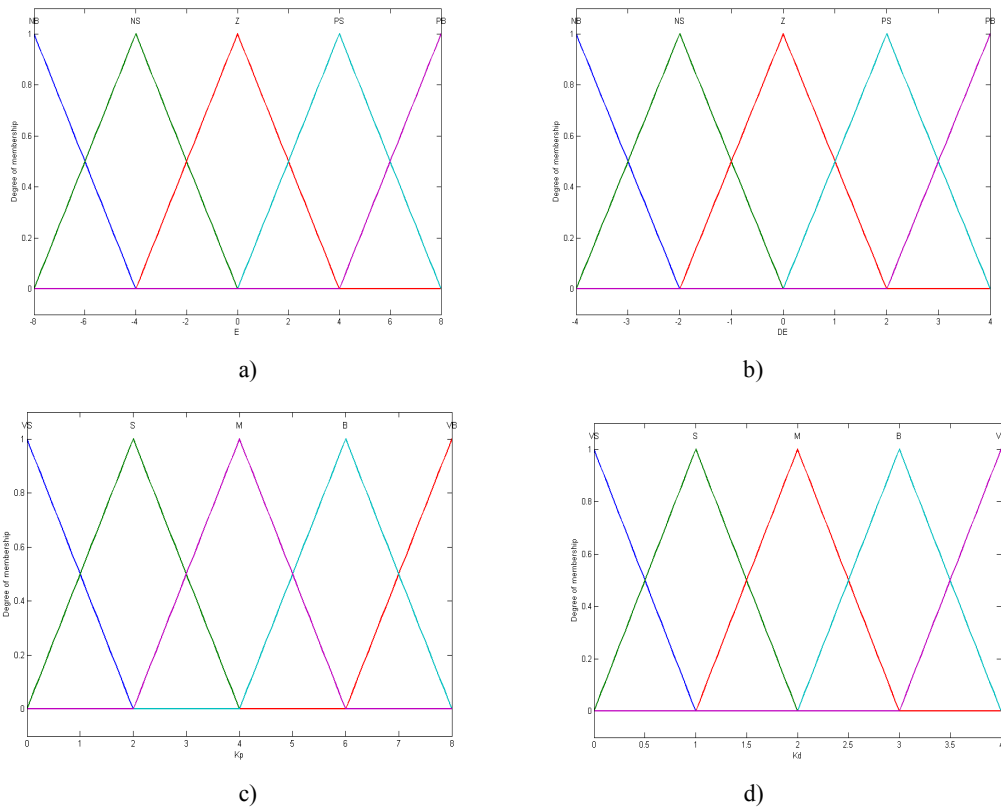 NB NS Z PS PB
1
0.8
0.6
0.4
0.2
0
Degree of membership
-8 -6 -4 -2 0 2 4 6 8
E
a)
NB NS Z PS PB
1
0.8
0.6
0.4
0.2
0
Degree of membership
-4 -3 -2 -1 0 1 2 3 4
DE
b)
VS S M B VB
1
0.8
0.6
0.4
0.2
0
Degree of membership
0 1 2 3 4 5 6 7 8
Kp
c)
VS S M B V
1
0.8
0.6
0.4
0.2
0
Degree of membership
0 0.5 1 1.5 2 2.5 3 3.5 4
Kd
d)